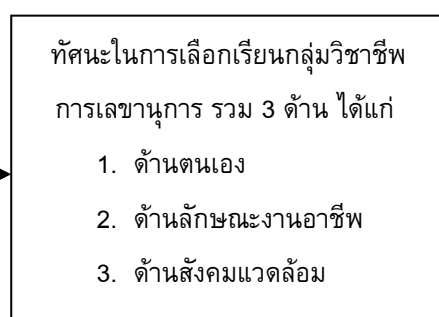 ทัศนะในการเลือกเรียนกลุ่มวิชาชีพ
การเลขานุการ รวม 3 ด้าน ได้แก่
1. ด้านตนเอง
2. ด้านลักษณะงานอาชีพ
3. ด้านสังคมแวดล้อม